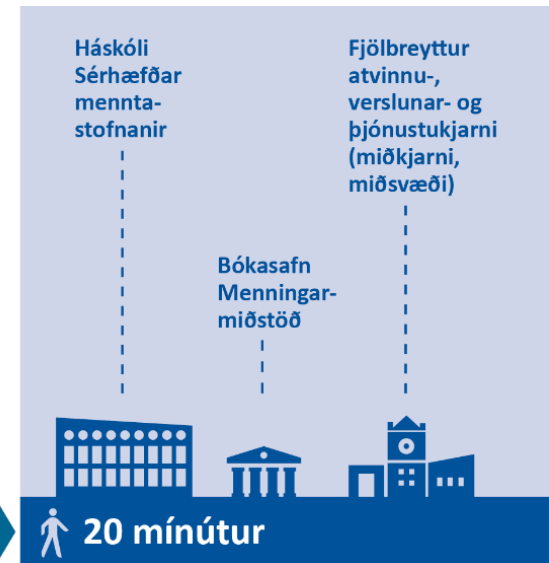 Háskóli
Sérhæfðar
mennta-
stofnanir
Bókasafn
Menningar-
miðstöð
Fjölbreyttur
atvinnu-,
verslunar- og
þjónustukjarni
(miðkjarni,
miðsvæði)
20 mínútur